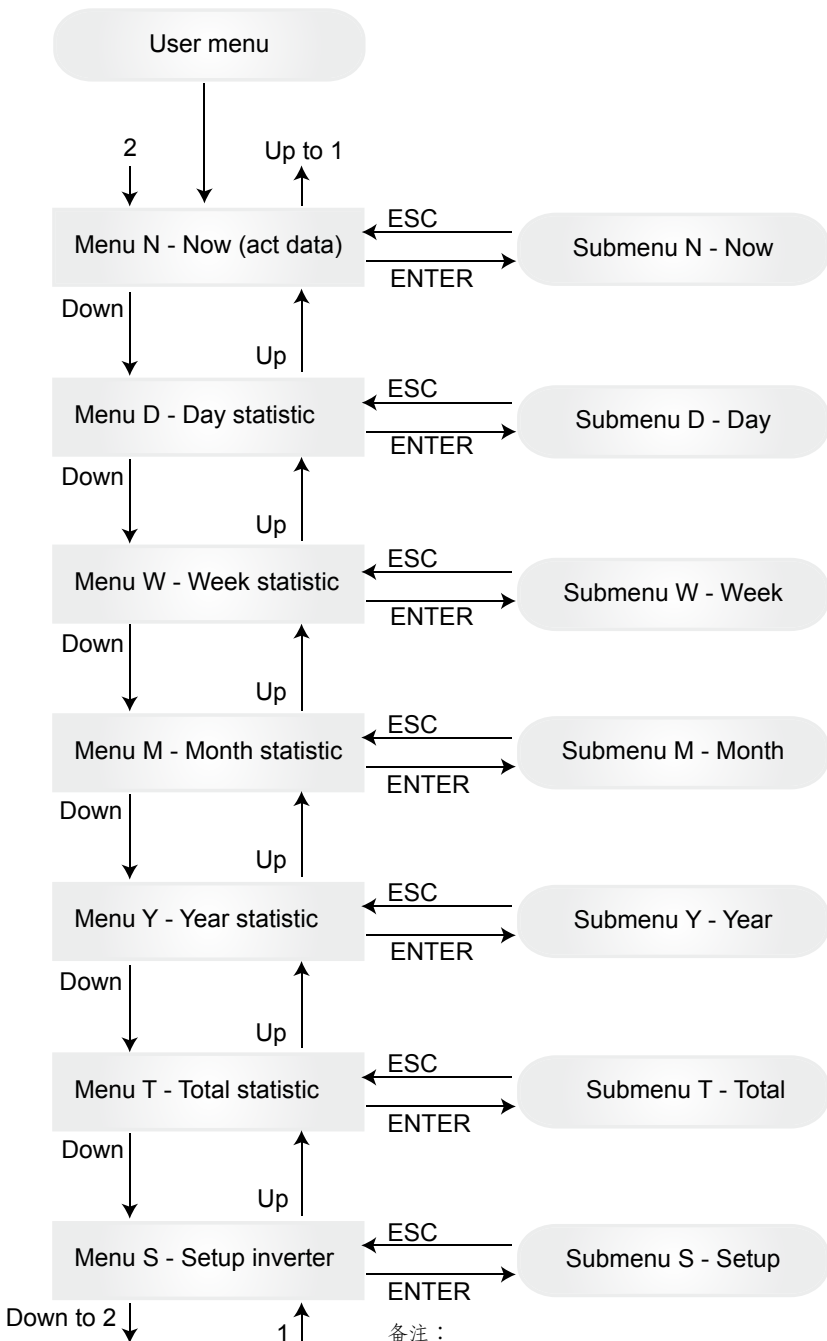 User menu
2
Up to 1
Menu N - Now (act data)
ESC
ENTER
Submenu N - Now
Down
Up
Menu D - Day statistic
ESC
ENTER
Submenu D - Day
Down
Up
Menu W - Week statistic
ESC
ENTER
Submenu W - Week
Down
Up
Menu M - Month statistic
ESC
ENTER
Submenu M - Month
Down
Up
Menu Y - Year statistic
ESC
ENTER
Submenu Y - Year
Down
Up
Menu T - Total statistic
ESC
ENTER
Submenu T - Total
Down
Up
Menu S - Setup inverter
ESC
ENTER
Submenu S - Setup
Down to 2
1
备注：